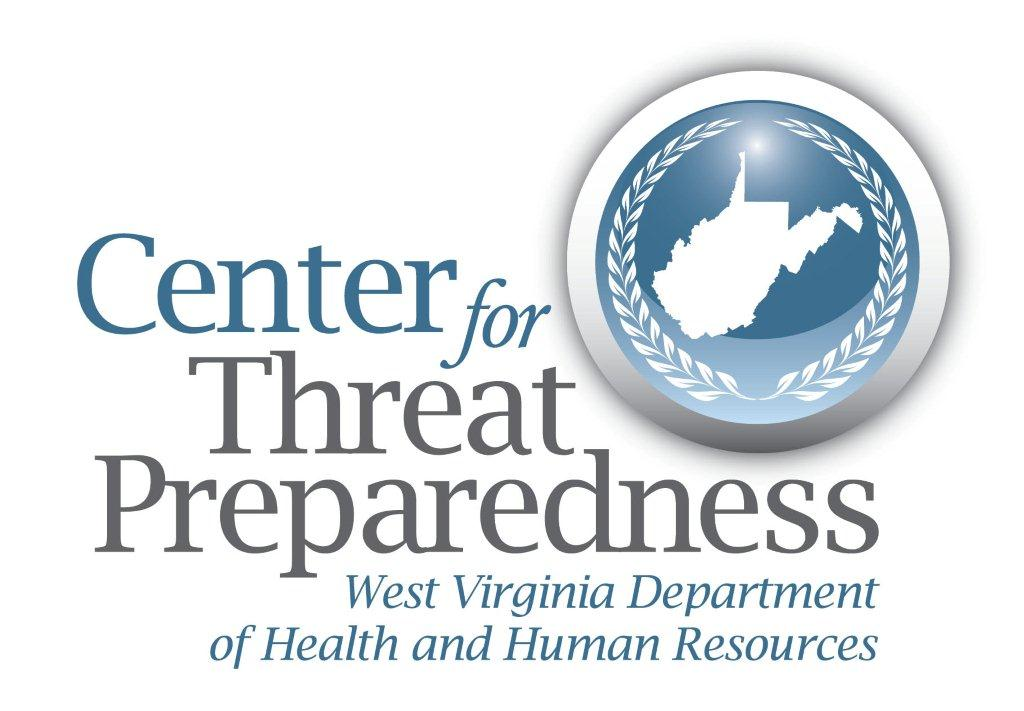 Center for
Threat
Preparedness
West Virginia Department
of Health and Human Resources